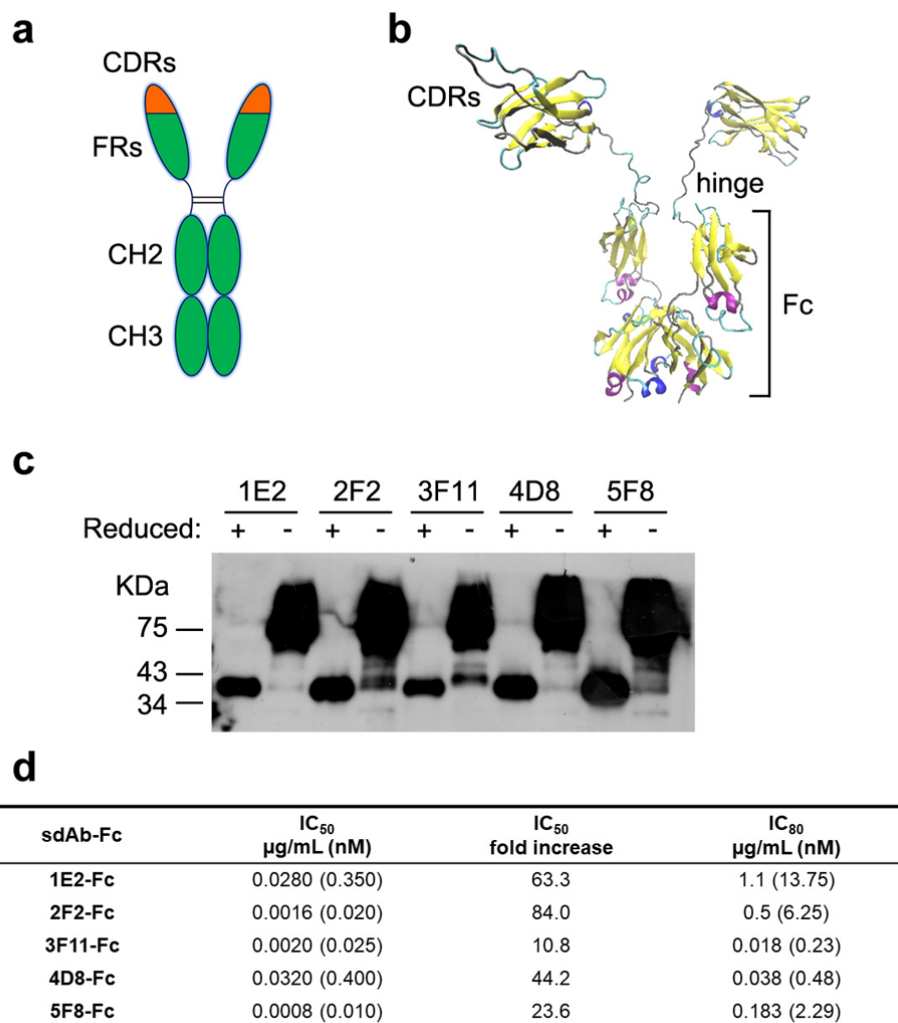 a
CDRs
FRs
CH2
CH3
b
CDRs
hinge
Fc
c
1E2 2F2 3F11 4D8 5F8
Reduced: + - + - + - + - + -
KDa
75
43
34
d
sdAb-Fc IC50 µg/mL (nM) IC50 fold increase IC80 µg/mL (nM)
1E2-Fc 0.0280 (0.350) 63.3 1.1 (13.75)
2F2-Fc 0.0016 (0.020) 84.0 0.5 (6.25)
3F11-Fc 0.0020 (0.025) 10.8 0.018 (0.23)
4D8-Fc 0.0320 (0.400) 44.2 0.038 (0.48)
5F8-Fc 0.0008 (0.010) 23.6 0.183 (2.29)